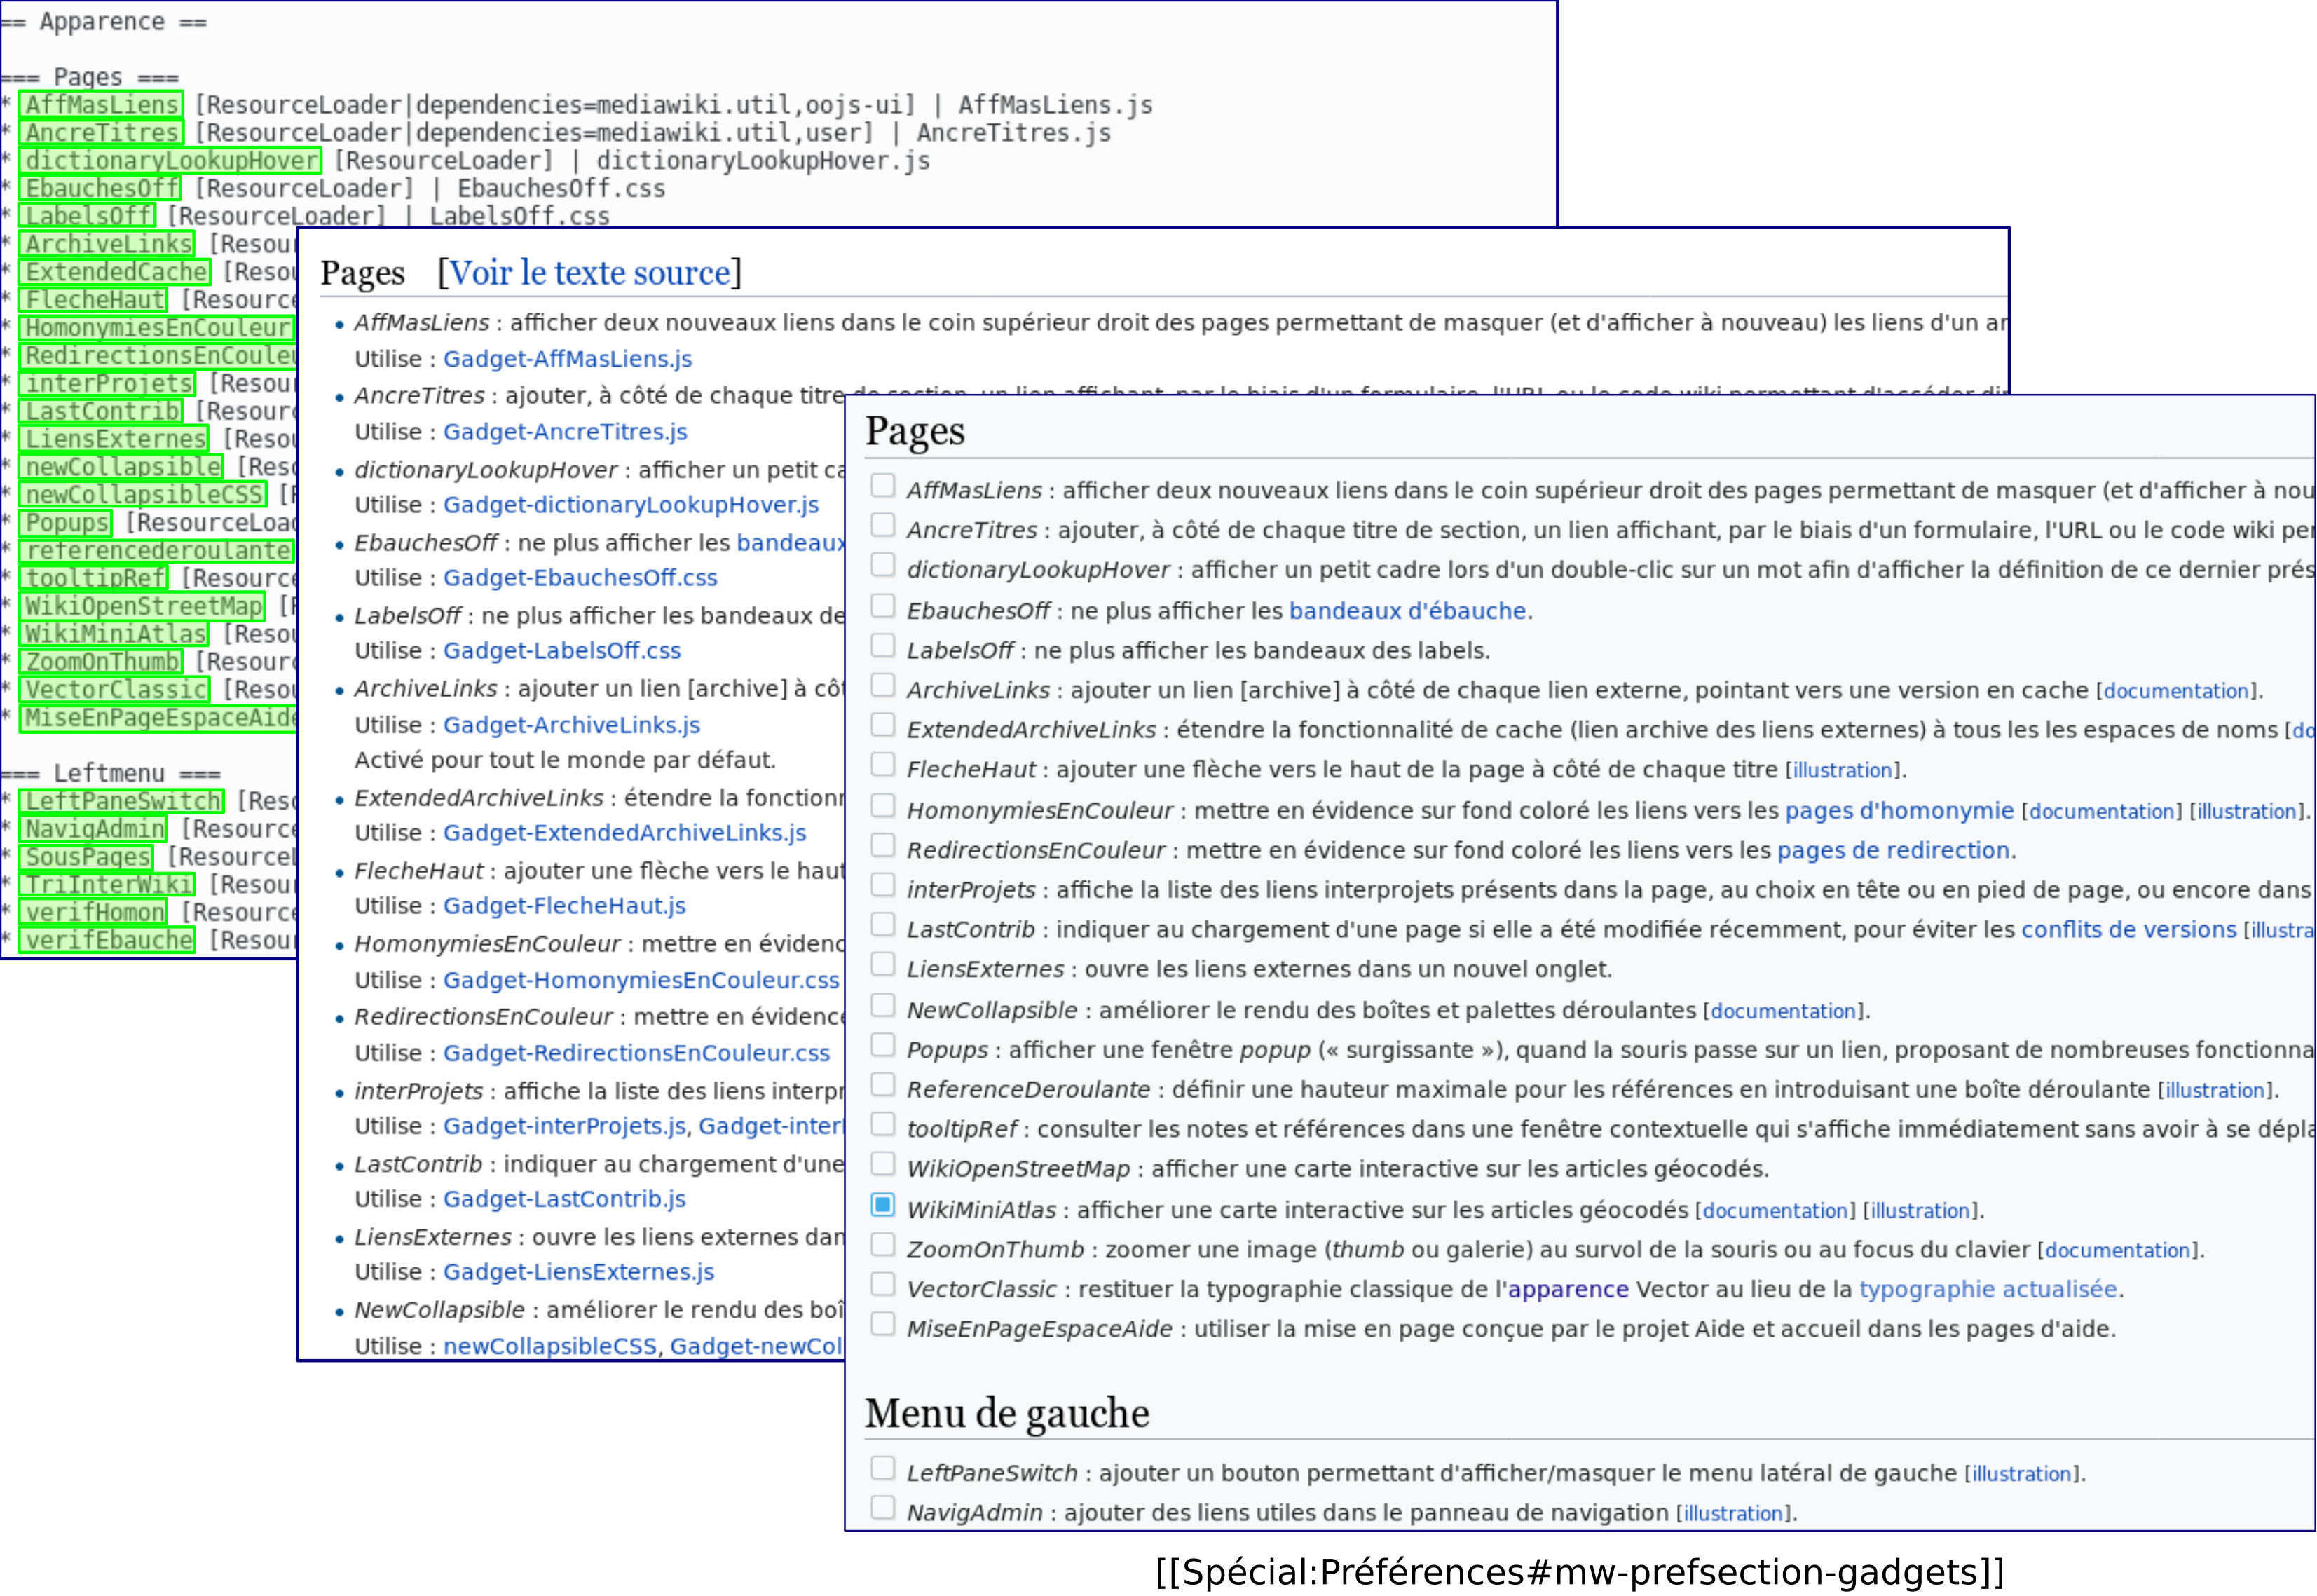 == Apparence ==
=== Pages ===
* AffMasLiens [ResourceLoader|dependencies=mediawiki.util,oojs-ui] | AffMasLiens.js
* AncreTitres [ResourceLoader|dependencies=mediawiki.util,user] | AncreTitres.js
* dictionaryLookupHover [ResourceLoader] | dictionaryLookupHover.js
* EbauchesOff [ResourceLoader] | EbauchesOff.css
* LabelsOff [ResourceLoader] | LabelsOff.css
* ArchiveLinks [Resou
* ExtendedCache [Resou
* FlecheHaut [Resource
* HomonymiesEnCouleur
* RedirectionsEnCouleu
* interProjets [Resour
* LastContrib [Resourc
* LiensExternes [Resou
* newCollapsible [Reso
* newCollapsibleCSS [R
* Popups [ResourceLoad
* referencederoulante
* tooltipRef [Resource
* WikiOpenStreetMap [R
* WikiMiniAtlas [Resou
* ZoomOnThumb [Resourc
* VectorClassic [Resou
* MiseEnPageEspaceAide
=== Leftmenu ===
* LeftPaneSwitch [Reso
* NavigAdmin [Resource
* SousPages [ResourceL
* TriInterWiki [Resour
* verifHomon [Resource
* verifEbauche [Resour
Pages [Voir le texte source]
• AffMasLiens : afficher deux nouveaux liens dans le coin supérieur droit des pages permettant de masquer (et d'afficher à nouveau) les liens d'un ar
Utilise : Gadget-AffMasLiens.js
• AncreTitres : ajouter, à côté de chaque titre de section, un lien affichant, par le biais d'un formulaire, l'URL ou le code wiki permettant d'accéder dir
Utilise : Gadget-AncreTitres.js
• dictionaryLookupHover : afficher un petit ca
Utilise : Gadget-dictionaryLookupHover.js
• EbauchesOff : ne plus afficher les bandeaux
Utilise : Gadget-EbauchesOff.css
• LabelsOff : ne plus afficher les bandeaux de
Utilise : Gadget-LabelsOff.css
• ArchiveLinks : ajouter un lien [archive] à côt
Utilise : Gadget-ArchiveLinks.js
Activé pour tout le monde par défaut.
• ExtendedArchiveLinks : étendre la fonctionn
Utilise : Gadget-ExtendedArchiveLinks.js
• FlecheHaut : ajouter une flèche vers le haut
Utilise : Gadget-FlecheHaut.js
• HomonymiesEnCouleur : mettre en évidenc
Utilise : Gadget-HomonymiesEnCouleur.css
• RedirectionsEnCouleur : mettre en évidence
Utilise : Gadget-RedirectionsEnCouleur.css
• interProjets : affiche la liste des liens interpr
Utilise : Gadget-interProjets.js, Gadget-inter
• LastContrib : indiquer au chargement d'une
Utilise : Gadget-LastContrib.js
• LiensExternes : ouvre les liens externes dan
Utilise : Gadget-LiensExternes.js
• NewCollapsible : améliorer le rendu des boî
Utilise : newCollapsibleCSS, Gadget-newCol
Pages
AffMasLiens : afficher deux nouveaux liens dans le coin supérieur droit des pages permettant de masquer (et d'afficher à nou
AncreTitres : ajouter, à côté de chaque titre de section, un lien affichant, par le biais d'un formulaire, l'URL ou le code wiki per
dictionaryLookupHover : afficher un petit cadre lors d'un double-clic sur un mot afin d'afficher la définition de ce dernier prés
EbauchesOff : ne plus afficher les bandeaux d'ébauche.
LabelsOff : ne plus afficher les bandeaux des labels.
ArchiveLinks : ajouter un lien [archive] à côté de chaque lien externe, pointant vers une version en cache [documentation].
ExtendedArchiveLinks : étendre la fonctionnalité de cache (lien archive des liens externes) à tous les les espaces de noms [do
FlecheHaut : ajouter une flèche vers le haut de la page à côté de chaque titre [illustration].
HomonymiesEnCouleur : mettre en évidence sur fond coloré les liens vers les pages d'homonymie [documentation] [illustration].
RedirectionsEnCouleur : mettre en évidence sur fond coloré les liens vers les pages de redirection.
interProjets : affiche la liste des liens interprojets présents dans la page, au choix en tête ou en pied de page, ou encore dans
LastContrib : indiquer au chargement d'une page si elle a été modifiée récemment, pour éviter les conflits de versions [illustra
LiensExternes : ouvre les liens externes dans un nouvel onglet.
NewCollapsible : améliorer le rendu des boîtes et palettes déroulantes [documentation].
Popups : afficher une fenêtre popup (« surgissante »), quand la souris passe sur un lien, proposant de nombreuses fonctionna
ReferenceDeroulante : définir une hauteur maximale pour les références en introduisant une boîte déroulante [illustration].
tooltipRef : consulter les notes et références dans une fenêtre contextuelle qui s'affiche immédiatement sans avoir à se dépla
WikiOpenStreetMap : afficher une carte interactive sur les articles géocodés.
WikiMiniAtlas : afficher une carte interactive sur les articles géocodés [documentation] [illustration].
ZoomOnThumb : zoomer une image (thumb ou galerie) au survol de la souris ou au focus du clavier [documentation].
VectorClassic : restituer la typographie classique de l'apparence Vector au lieu de la typographie actualisée.
MiseEnPageEspaceAide : utiliser la mise en page conçue par le projet Aide et accueil dans les pages d'aide.
Menu de gauche
LeftPaneSwitch : ajouter un bouton permettant d'afficher/masquer le menu latéral de gauche [illustration].
NavigAdmin : ajouter des liens utiles dans le panneau de navigation [illustration].
[[Spécial:Préférences#mw-prefsection-gadgets]]